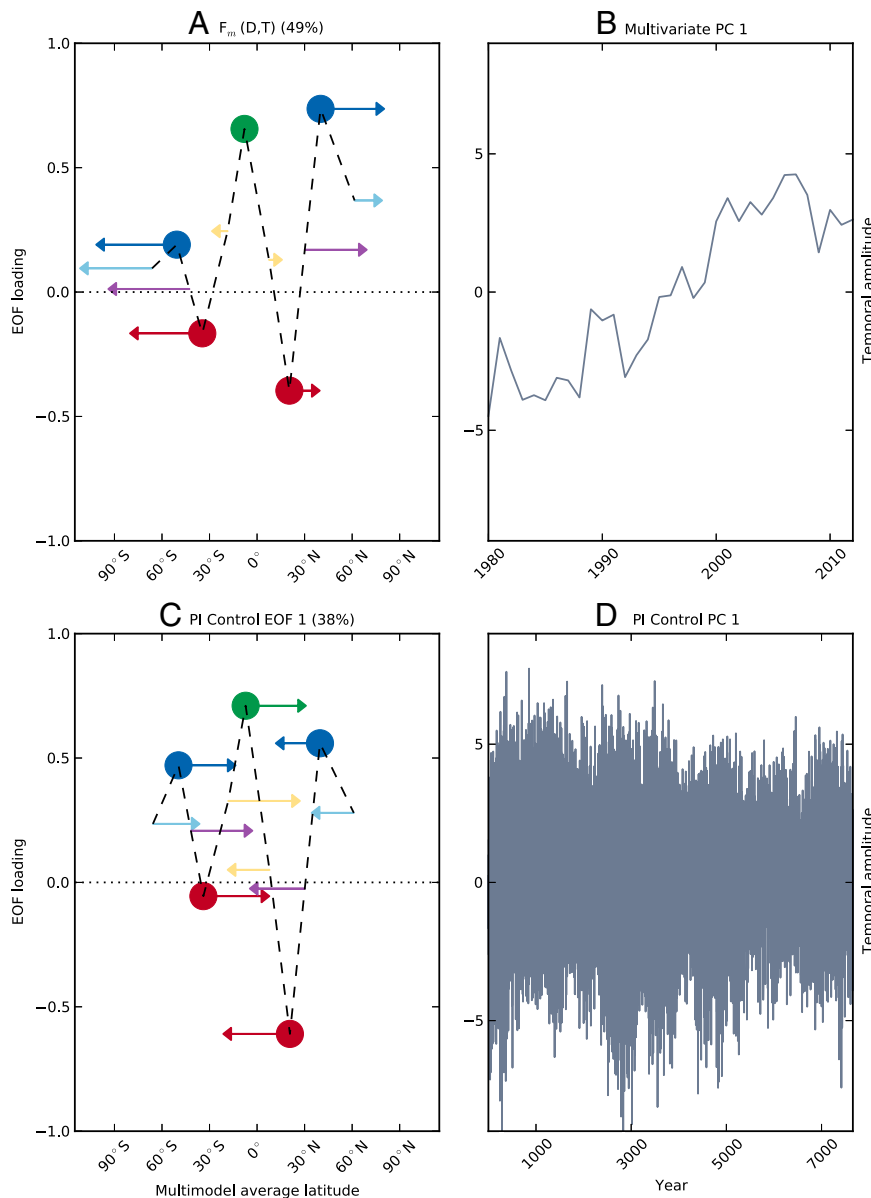 A
F_m (D,T) (49%)
1.0
0.5
0.0
−0.5
−1.0
EOF loading
90°S
60°S
30°S
0°
30°N
60°N
90°N
B
Multivariate PC 1
5
0
−5
Temporal amplitude
1980
1990
2000
2010
C
PI Control EOF 1 (38%)
1.0
0.5
0.0
−0.5
−1.0
EOF loading
90°S
60°S
30°S
0°
30°N
60°N
90°N
Multimodel average latitude
D
PI Control PC 1
5
0
−5
Temporal amplitude
1000
3000
5000
7000
Year